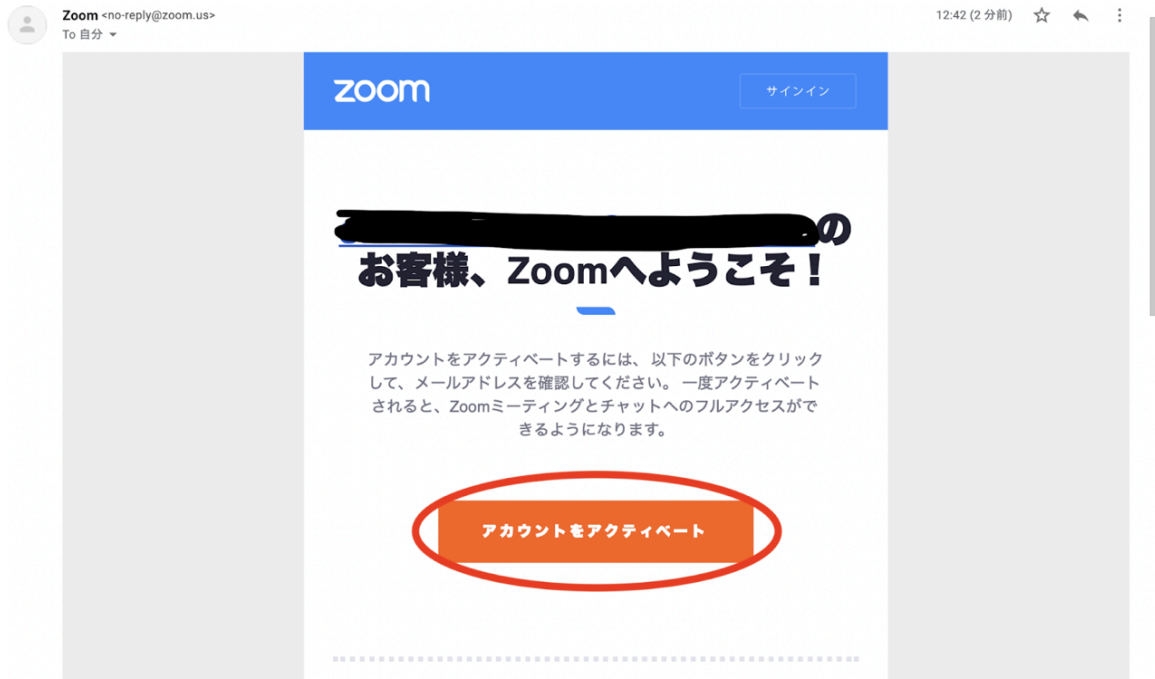 Zoom <no-reply@zoom.us>
12:42 (2 分前)
To 自分
zoom
サインイン
の
お客様、Zoomへようこそ！
アカウントをアクティベートするには、 以下のボタンをクリック
して、メールアドレスを確認してください。 一度アクティベート
されると、Zoomミーティングとチャットへのフルアクセスがで
きるようになります。
アカウントをアクティベート